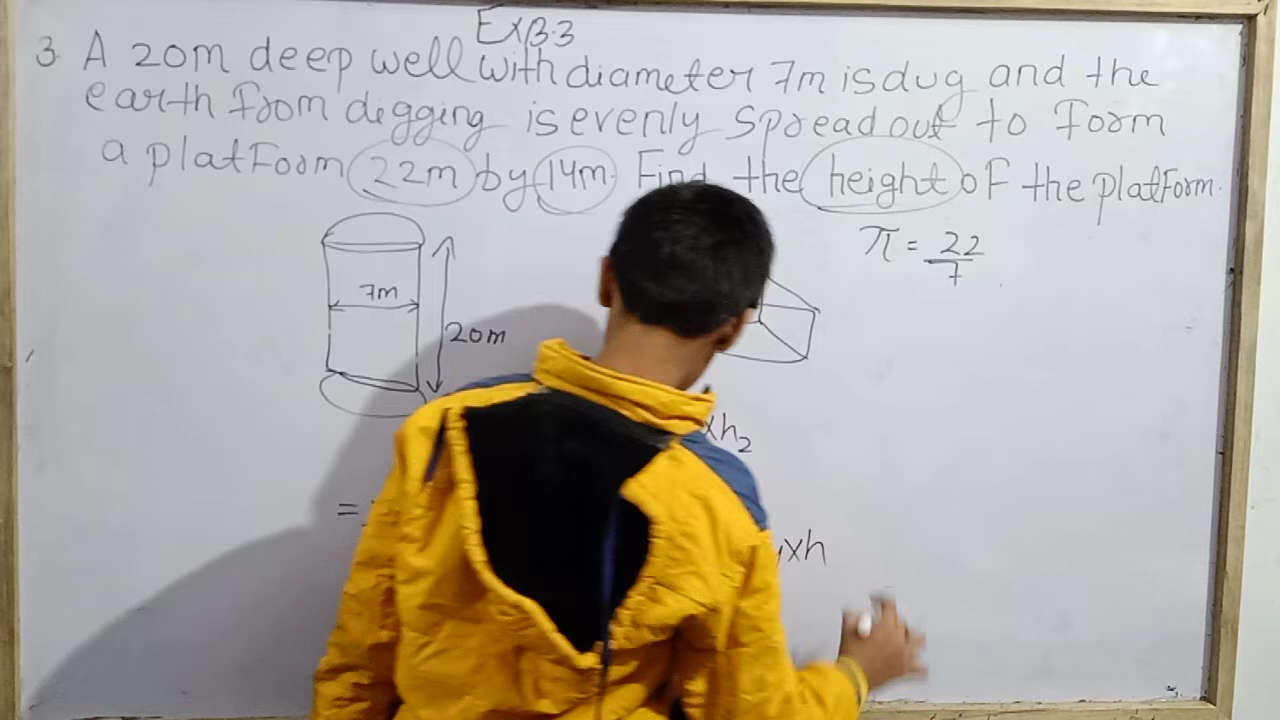 Ex13.3
3. A 20m deep well with diameter 7m is dug and the
earth from digging is evenly spread out to form
a platform 22m by 14m. Find the height of the platform.
π = 22/7
7m
20m
xh2
=
xh